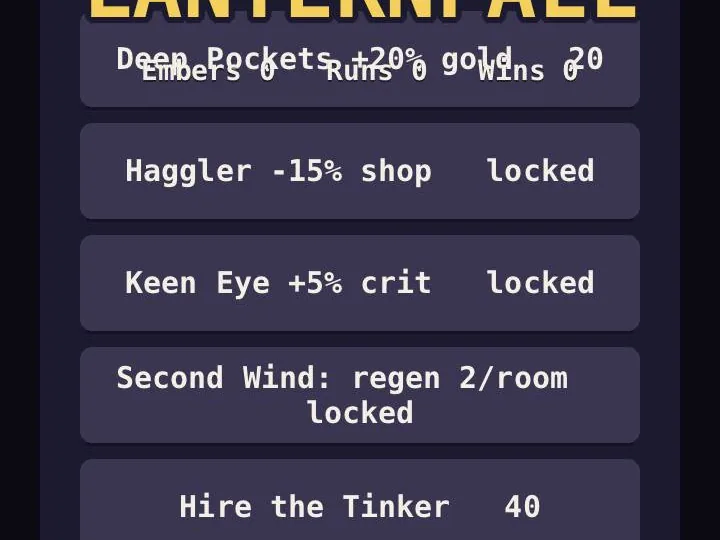 LANTERNFALL
Deep Pockets +20% gold 20
Embers 0 Runs 0 Wins 0
Haggler -15% shop locked
Keen Eye +5% crit locked
Second Wind: regen 2/room
locked
Hire the Tinker 40